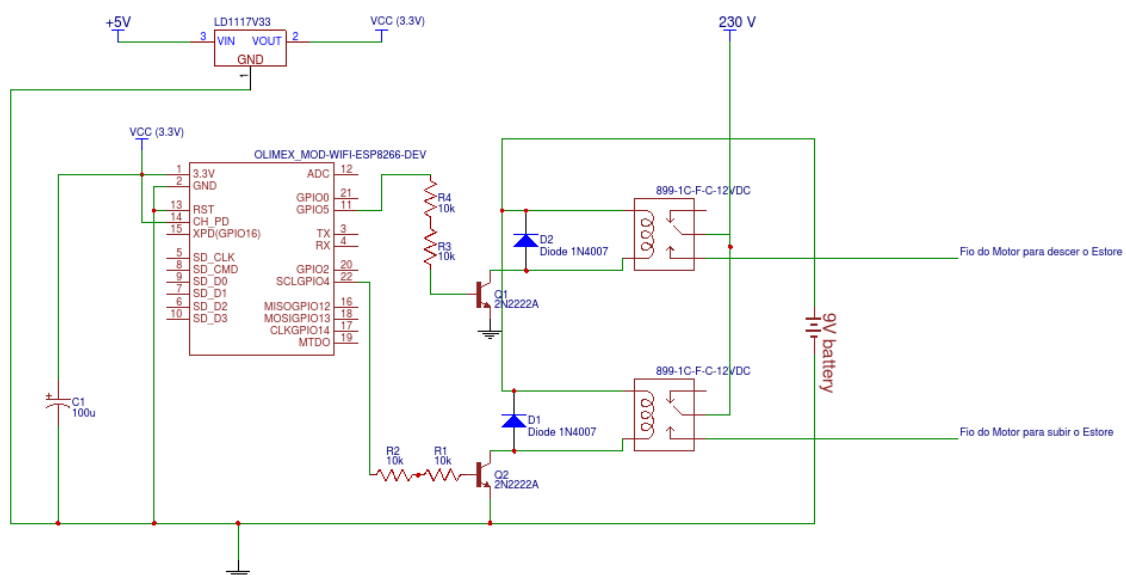 +5V
LD1117V33
VCC (3.3V)
230 V
3 VIN VOUT 2
GND
1
VCC (3.3V)
OLIMEX_MOD-WIFI-ESP8266-DEV
1 3.3V
2 GND
13 RST
14 CH_PD
15 XPD(GPIO16)
5 SD_CLK
8 SD_CMD
9 SD_D0
7 SD_D1
6 SD_D2
10 SD_D3
ADC 12
GPIO0 21
GPIO5 11
TX 3
RX 4
GPIO2 20
SCLGPIO4 22
MISOGPIO12 16
MOSIGPIO13 18
CLKGPIO14 17
MTDO 19
R4
10k
R3
10k
Q1
2N2222A
D2
Diode 1N4007
899-1C-F-C-12VDC
Fio do Motor para descer o Estore
9V battery
899-1C-F-C-12VDC
D1
Diode 1N4007
Fio do Motor para subir o Estore
+
C1
100u
R2
10k
R1
10k
Q2
2N2222A